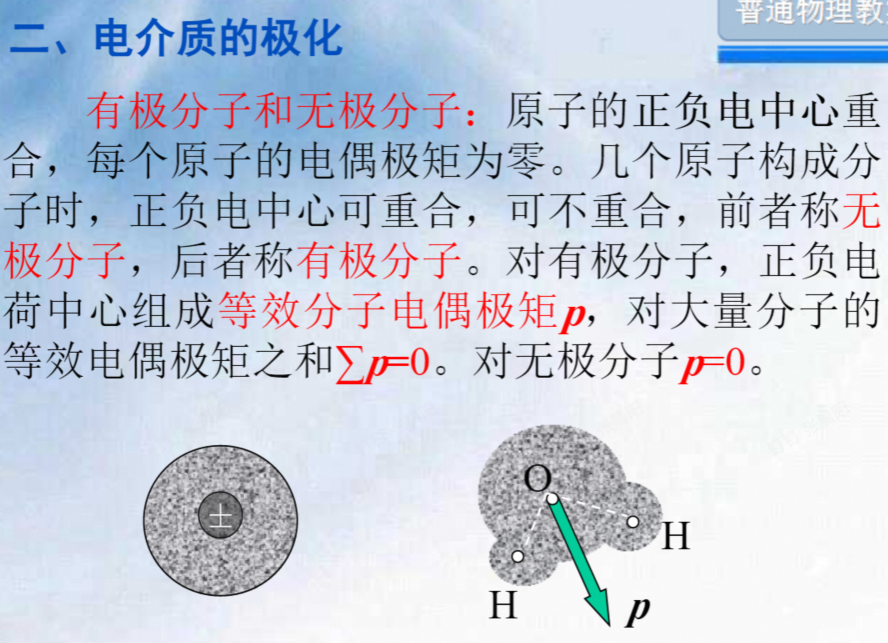 普通物理教
二、电介质的极化
有极分子和无极分子：原子的正负电中心重
合，每个原子的电偶极矩为零。几个原子构成分
子时，正负电中心可重合，可不重合，前者称无
极分子，后者称有极分子。对有极分子，正负电
荷中心组成等效分子电偶极矩p，对大量分子的
等效电偶极矩之和∑p=0。对无极分子p=0。
±
O
H
H
p